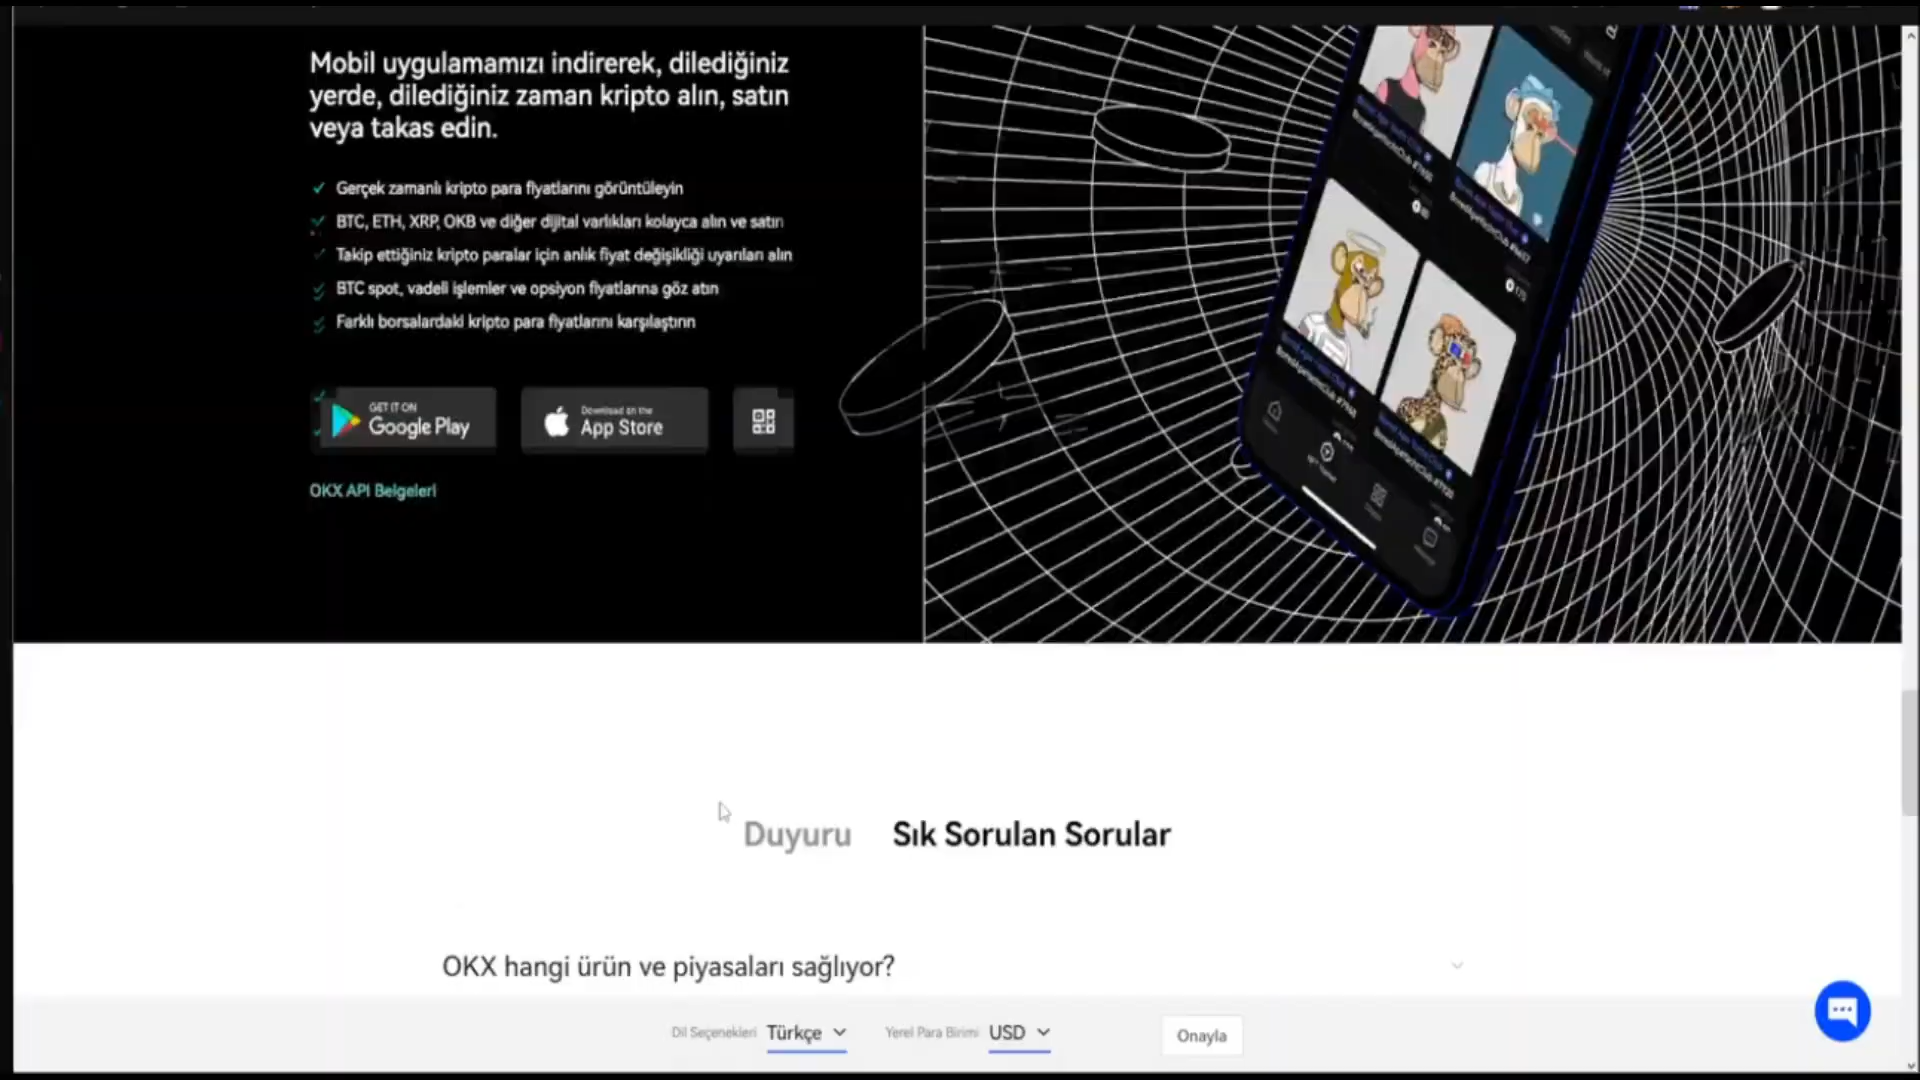 Mobil uygulamamızı indirerek, dilediğiniz
yerde, dilediğiniz zaman kripto alın, satın
veya takas edin.
Gerçek zamanlı kripto para fiyatlarını görüntüleyin
BTC, ETH, XRP, OKB ve diğer dijital varlıkları kolayca alın ve satın
Takip ettiğiniz kripto paralar için anlık fiyat değişikliği uyarıları alın
BTC spot, vadeli işlemler ve opsiyon fiyatlarına göz atın
Farklı borsalardaki kripto para fiyatlarını karşılaştırın
GET IT ON
Google Play
Download on the
App Store
OKX API Belgeleri
Duyuru
Sık Sorulan Sorular
OKX hangi ürün ve piyasaları sağlıyor?
Dil Seçenekleri Türkçe
Yerel Para Birimi USD
Onayla